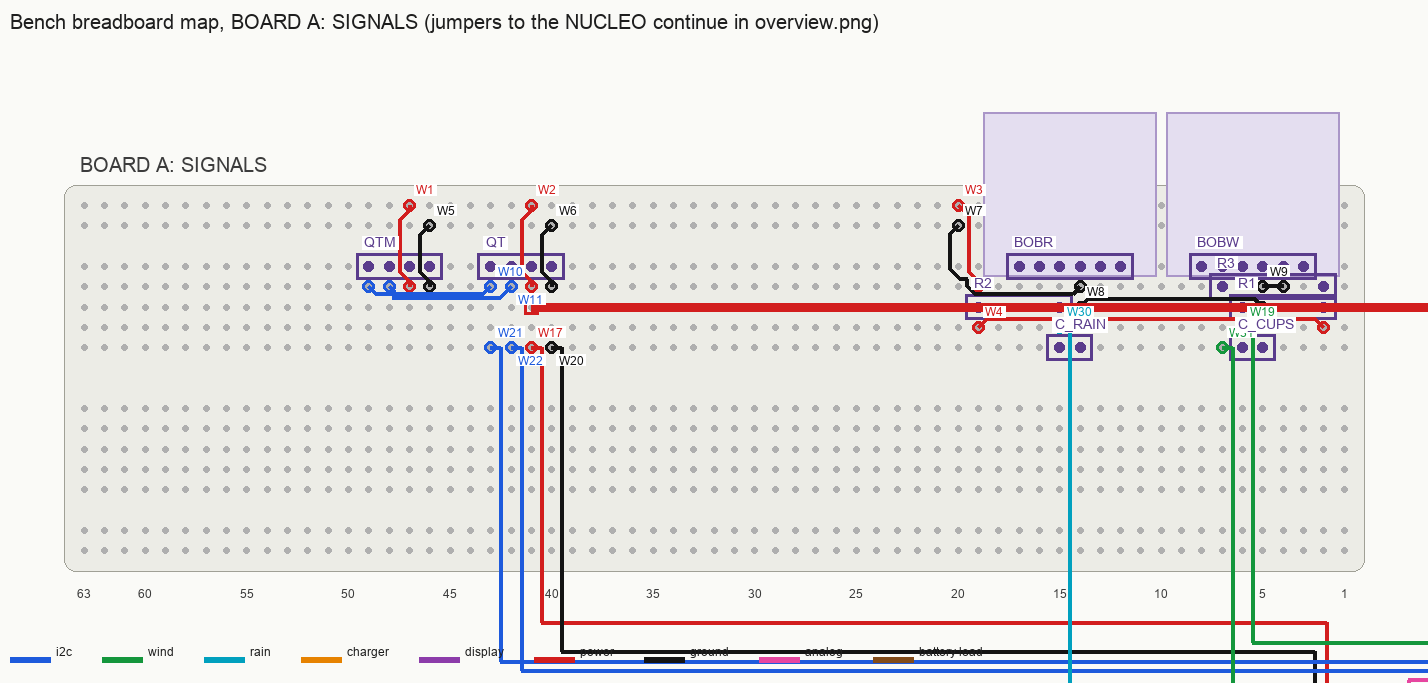 Bench breadboard map, BOARD A: SIGNALS (jumpers to the NUCLEO continue in overview.png)
BOARD A: SIGNALS
W1
W2
W3
W5
W6
W7
QTM
QT
BOBR
BOBW
W10
R3
W9
R2
R1
W8
W11
W4
W30
W19
C_RAIN
C_CUPS
W21
W17
W22
W20
63 60 55 50 45 40 35 30 25 20 15 10 5 1
i2c wind rain charger display power ground analog battery-load